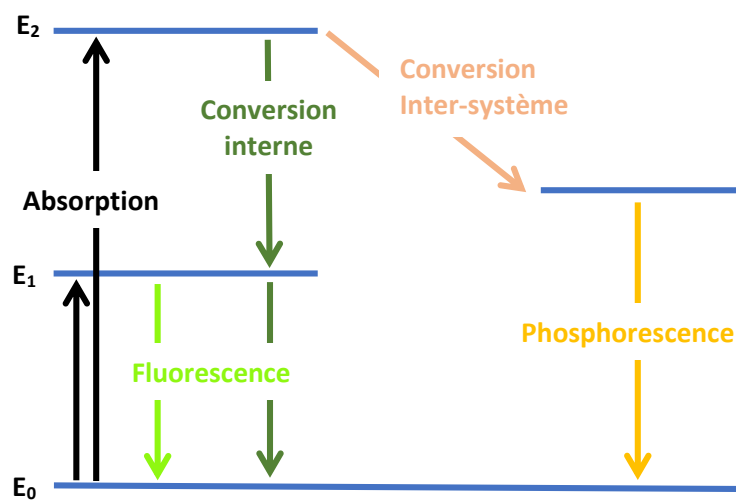 E₂
Conversion
Inter-système
Conversion
interne
Absorption
E₁
Phosphorescence
Fluorescence
E₀